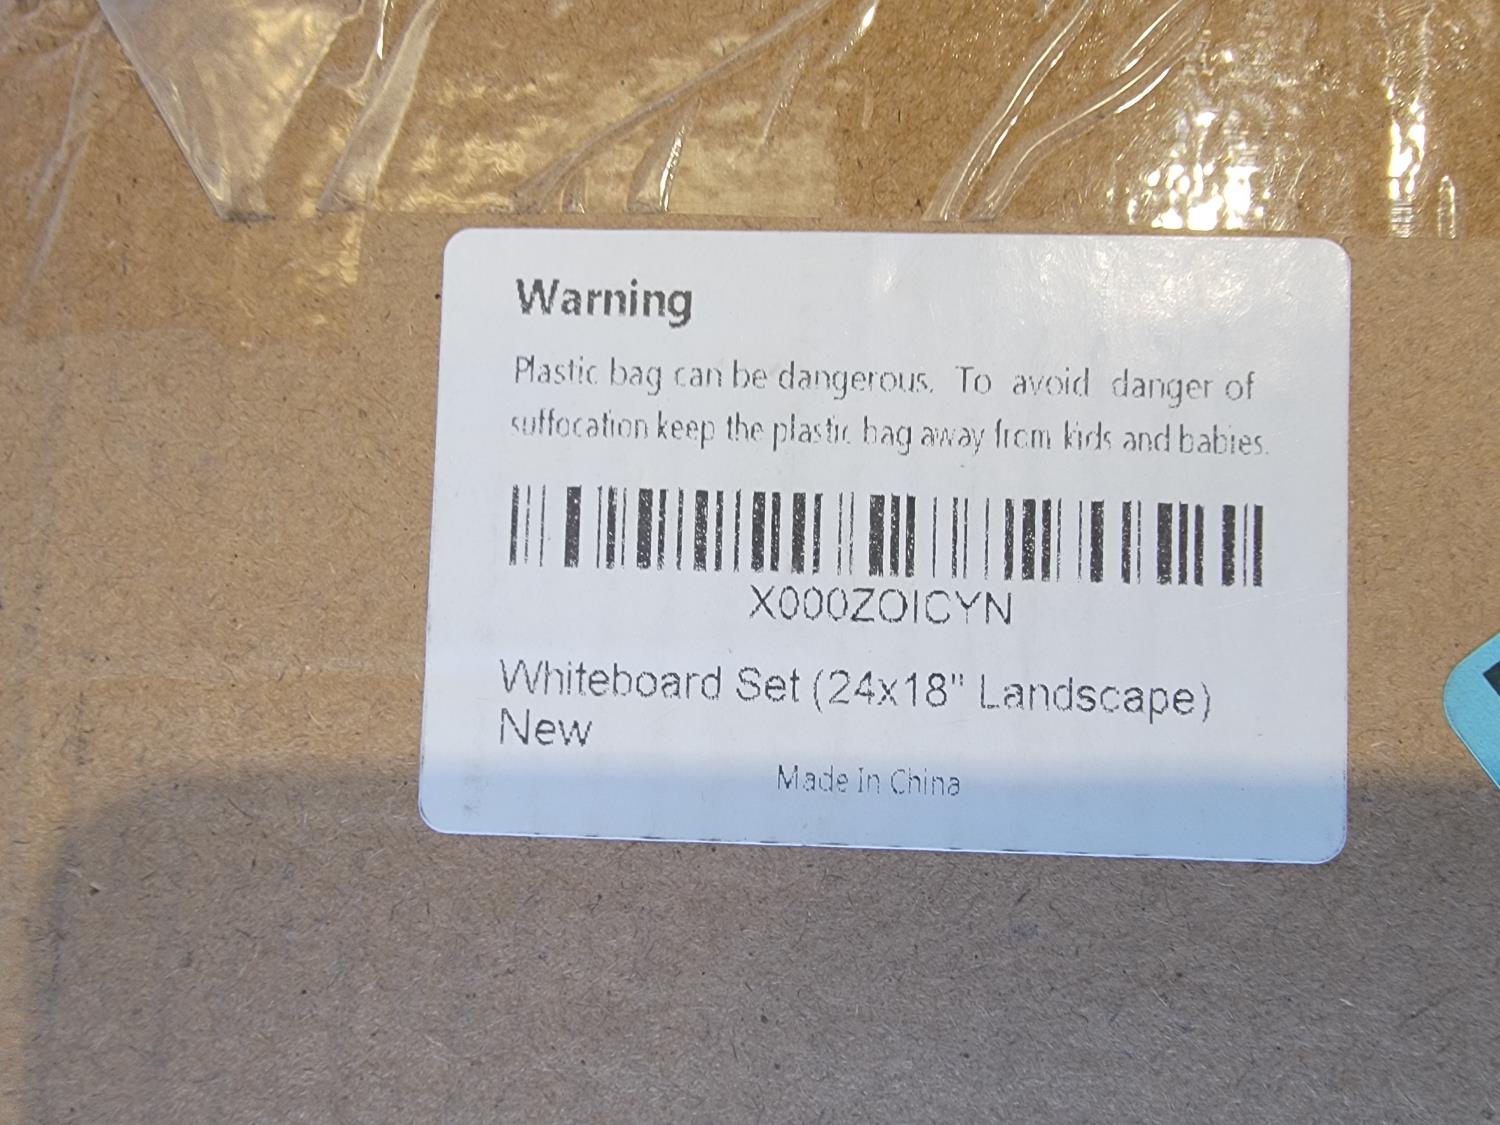 Warning
Plastic bag can be dangerous. To avoid danger of
suffocation keep the plastic bag away from kids and babies.
X000ZOICYN
Whiteboard Set (24x18" Landscape)
New
Made In China